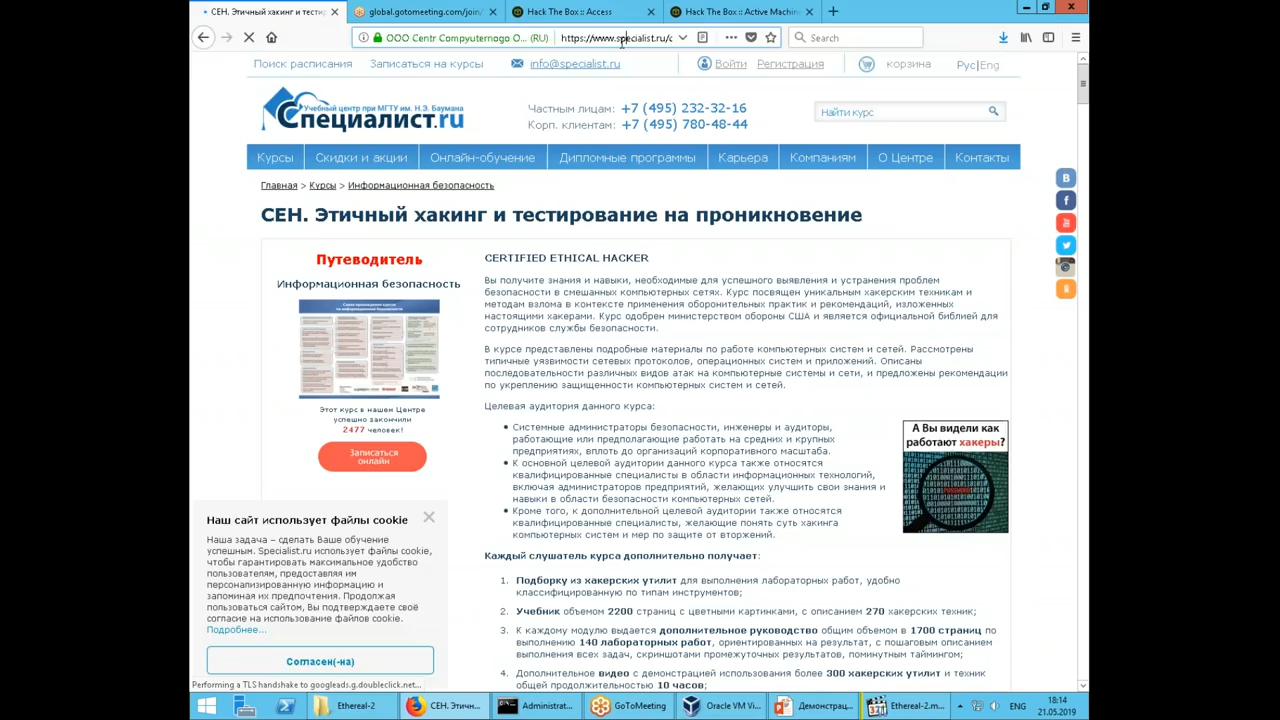 СЕН. Этичный хакинг и тестир
global.gotomeeting.com/join/
Hack The Box :: Access
Hack The Box :: Active Machin
ООО Centr Compyuternogo O... (RU)
https://www.specialist.ru/c
Search
Поиск расписания
Записаться на курсы
info@specialist.ru
Войти
Регистрация
корзина
Рус|Eng
Учебный центр при МГТУ им. Н.Э. Баумана
Специалист.ru
Частным лицам: +7 (495) 232-32-16
Корп. клиентам: +7 (495) 780-48-44
Найти курс
Курсы
Скидки и акции
Онлайн-обучение
Дипломные программы
Карьера
Компаниям
О Центре
Контакты
Главная > Курсы > Информационная безопасность
СЕН. Этичный хакинг и тестирование на проникновение
Путеводитель
Информационная безопасность
Этот курс в нашем Центре
успешно закончили
2477 человек!
Записаться
онлайн
CERTIFIED ETHICAL HACKER
Вы получите знания и навыки, необходимые для успешного выявления и устранения проблем
безопасности в смешанных компьютерных сетях. Курс посвящен уникальным хакерским техникам и
методам взлома в контексте применения оборонительных практик и рекомендаций, изложенных
настоящими хакерами. Курс одобрен министерством обороны США и является официальной библией для
сотрудников службы безопасности.
В курсе представлены подробные материалы по работе компьютерных систем и сетей. Рассмотрены
типичные уязвимости сетевых протоколов, операционных систем и приложений. Описаны
последовательности различных видов атак на компьютерные системы и сети, и предложены рекомендации
по укреплению защищенности компьютерных систем и сетей.
Целевая аудитория данного курса:
Системные администраторы безопасности, инженеры и аудиторы,
работающие или предполагающие работать на средних и крупных
предприятиях, вплоть до организаций корпоративного масштаба.
К основной целевой аудитории данного курса также относятся
квалифицированные специалисты в области информационных технологий,
включая администраторов предприятий, желающих улучшить свои знания и
навыки в области безопасности компьютерных сетей.
Кроме того, к дополнительной целевой аудитории также относятся
квалифицированные специалисты, желающие понять суть хакинга
компьютерных систем и мер по защите от вторжений.
А Вы видели как
работают хакеры?
PASSWORD
Каждый слушатель курса дополнительно получает:
1. Подборку из хакерских утилит для выполнения лабораторных работ, удобно
классифицированную по типам инструментов;
2. Учебник объемом 2200 страниц с цветными картинками, с описанием 270 хакерских техник;
3. К каждому модулю выдается дополнительное руководство общим объемом в 1700 страниц по
выполнению 140 лабораторных работ, ориентированных на результат, с пошаговым описанием
выполнения всех задач, скриншотами промежуточных результатов, поминутным таймингом;
4. Дополнительное видео с демонстрацией использования более 300 хакерских утилит и техник
общей продолжительностью 10 часов;
Наш сайт использует файлы cookie
Наша задача – сделать Ваше обучение
успешным. Specialist.ru использует файлы cookie,
чтобы гарантировать максимальное удобство
пользователям, предоставляя им
персонализированную информацию и
запоминая их предпочтения. Продолжая
пользоваться сайтом, Вы подтверждаете своё
согласие на использование файлов cookie.
Подробнее...
Согласен(-на)
Performing a TLS handshake to googleads.g.doubleclick.net...
Ethereal-2
СЕН. Этичн...
Administrat...
GoToMeeting
Oracle VM Vi...
Демонстрац...
Ethereal-2.m...
ENG
18:14
21.05.2019